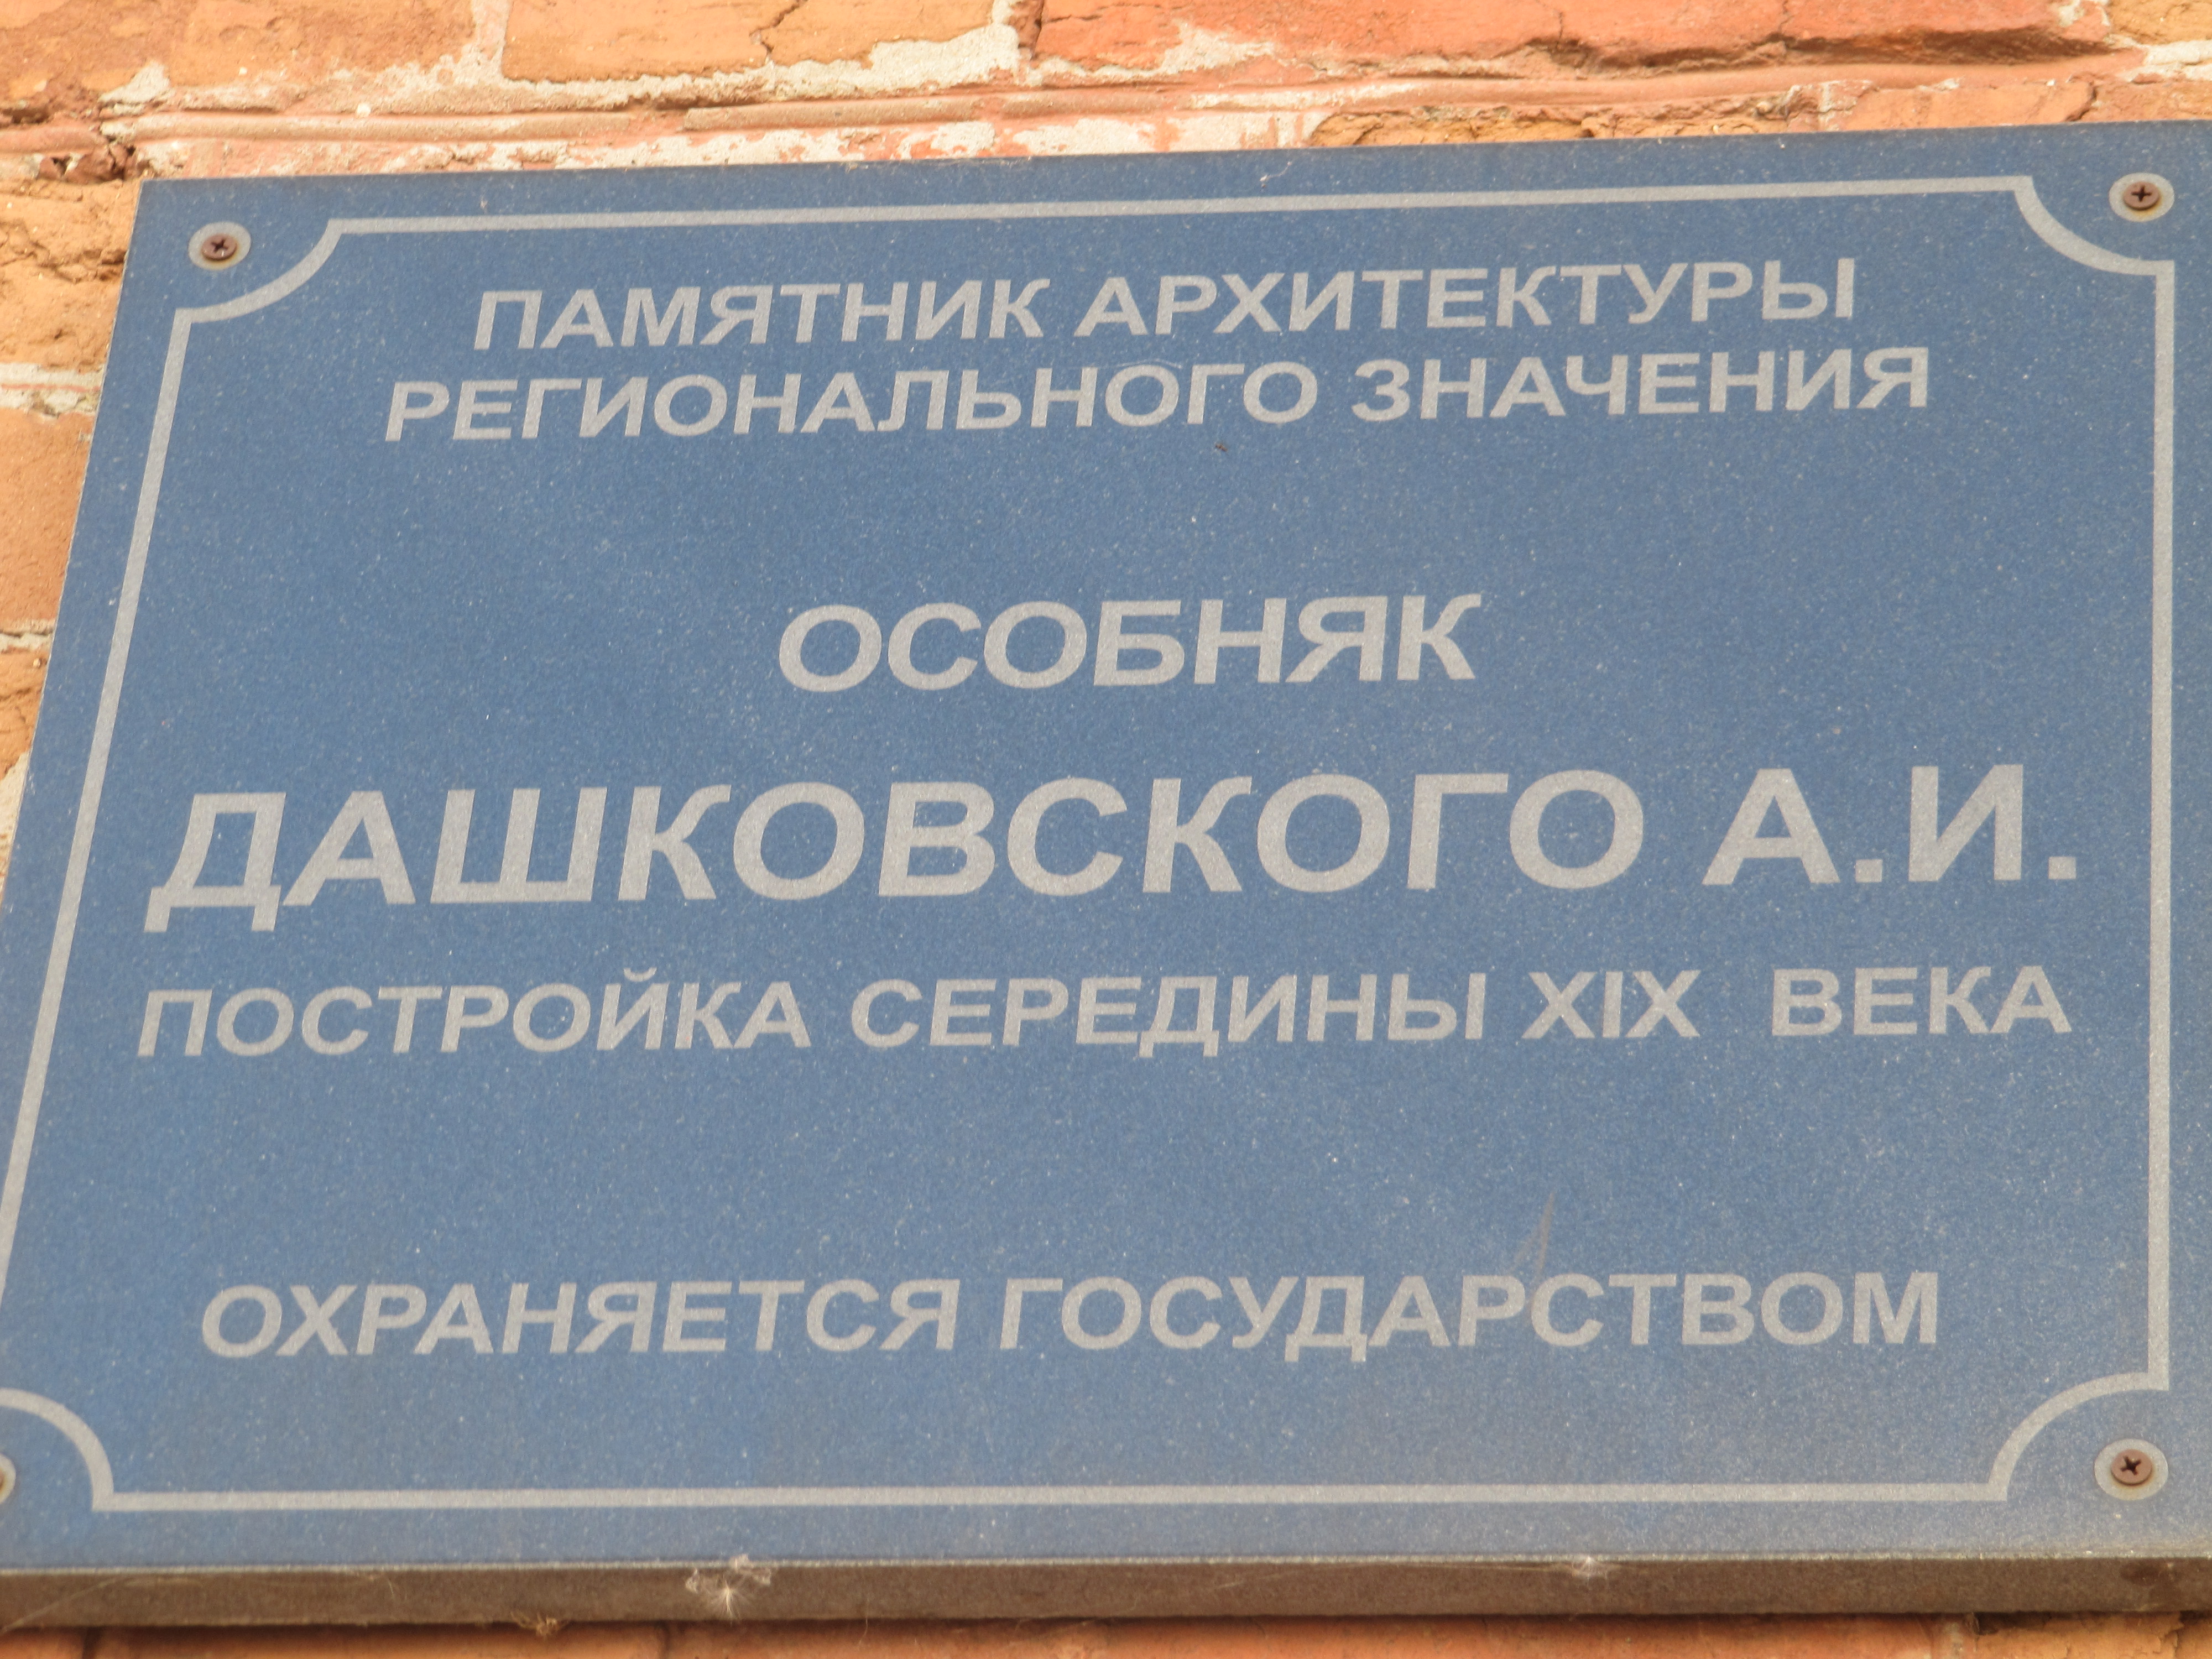 ПАМЯТНИК АРХИТЕКТУРЫ
РЕГИОНАЛЬНОГО ЗНАЧЕНИЯ
ОСОБНЯК
ДАШКОВСКОГО А.И.
ПОСТРОЙКА СЕРЕДИНЫ XIX ВЕКА
ОХРАНЯЕТСЯ ГОСУДАРСТВОМ